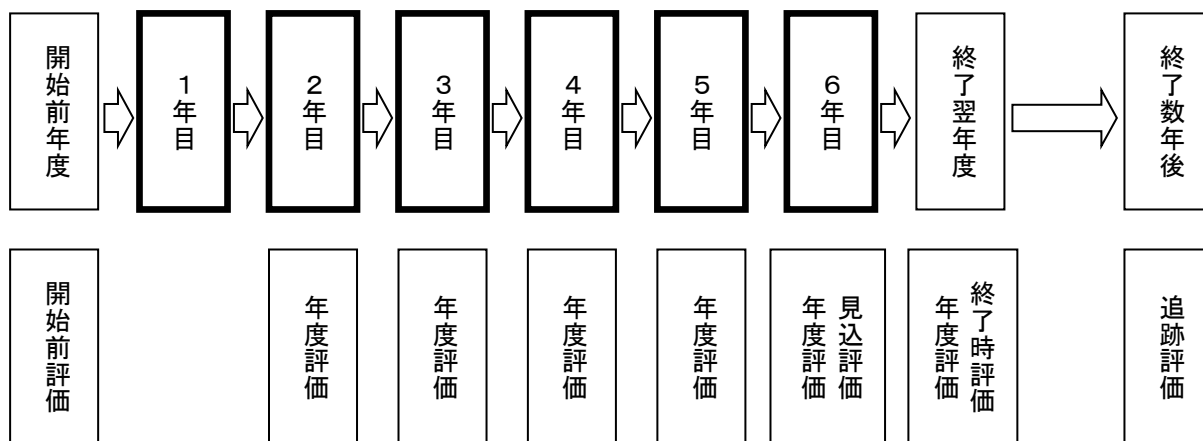 開始前年度
１年目
２年目
３年目
４年目
５年目
６年目
終了翌年度
終了数年後
開始前評価
年度評価
年度評価
年度評価
年度評価
見込評価
年度評価
終了時評価
年度評価
追跡評価